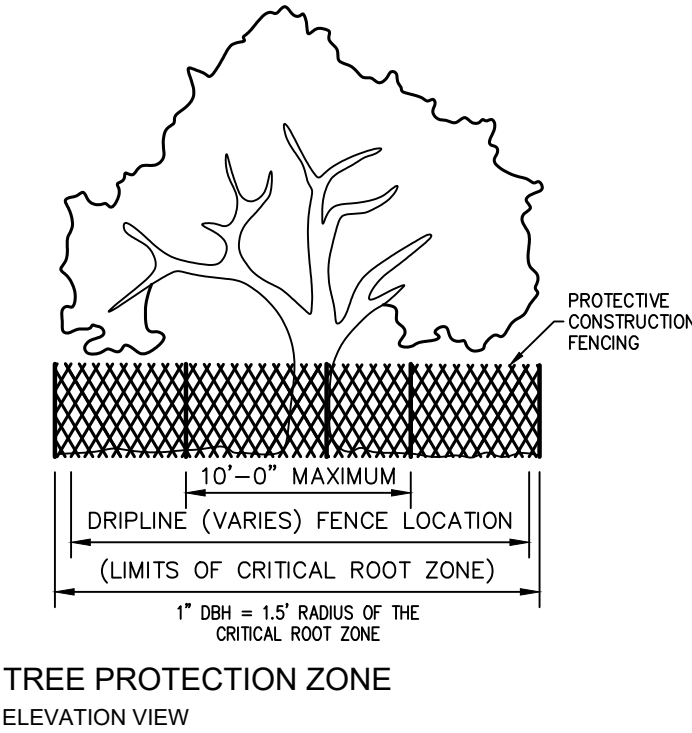 PROTECTIVE
CONSTRUCTION
FENCING
10'-0" MAXIMUM
DRIPLINE (VARIES) FENCE LOCATION
(LIMITS OF CRITICAL ROOT ZONE)
1" DBH = 1.5' RADIUS OF THE
CRITICAL ROOT ZONE
TREE PROTECTION ZONE
ELEVATION VIEW